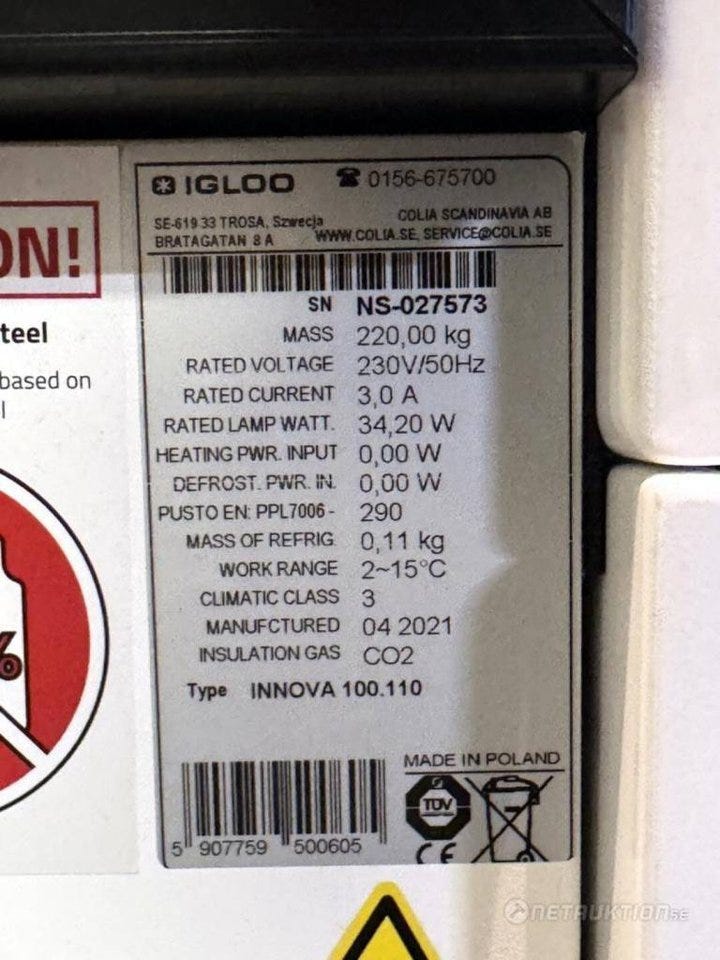 ON!
teel
based on
l
%
IGLOO ☎ 0156-675700
SE-619 33 TROSA, Szwecja COLIA SCANDINAVIA AB
BRATAGATAN 8 A WWW.COLIA.SE, SERVICE@COLIA.SE
SN NS-027573
MASS 220,00 kg
RATED VOLTAGE 230V/50Hz
RATED CURRENT 3,0 A
RATED LAMP WATT. 34,20 W
HEATING PWR. INPUT 0,00 W
DEFROST. PWR. IN. 0,00 W
PUSTO EN: PPL7006 - 290
MASS OF REFRIG. 0,11 kg
WORK RANGE 2~15°C
CLIMATIC CLASS 3
MANUFCTURED 04 2021
INSULATION GAS CO2
Type INNOVA 100.110
MADE IN POLAND
TÜV
CE
5 907759 500605
NETAUKTION.SE